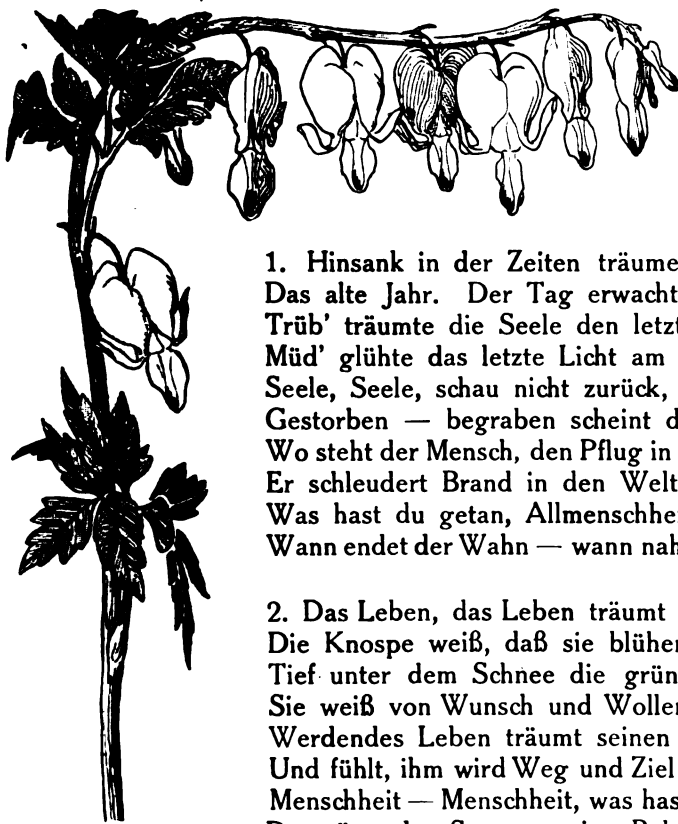 1. Hinsank in der Zeiten träume
Das alte Jahr. Der Tag erwacht
Trüb’ träumte die Seele den letzt
Müd’ glühte das letzte Licht am
Seele, Seele, schau nicht zurück,
Gestorben — begraben scheint d
Wo steht der Mensch, den Pflug in
Er schleudert Brand in den Welt
Was hast du getan, Allmenschhe
Wann endet der Wahn — wann nah
2. Das Leben, das Leben träumt
Die Knospe weiß, daß sie blühe
Tief unter dem Schnee die grün
Sie weiß von Wunsch und Wolle
Werdendes Leben träumt seinen
Und fühlt, ihm wird Weg und Ziel
Menschheit — Menschheit, was has